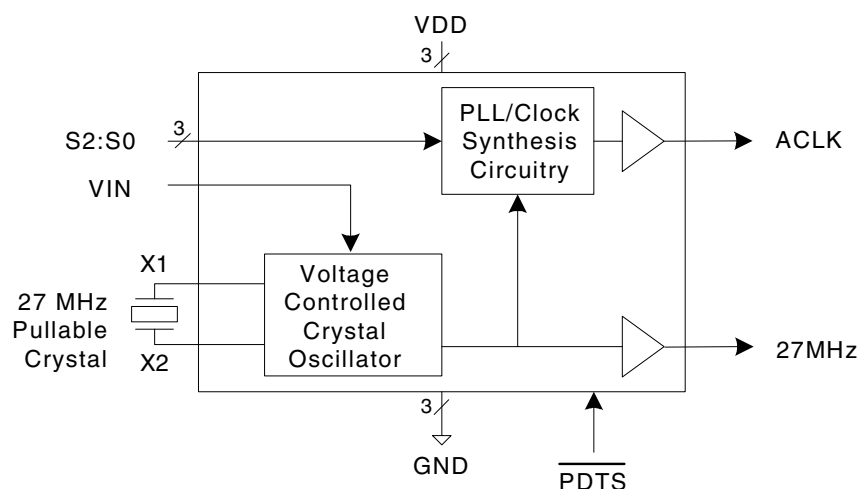 VDD
3
PLL/Clock
Synthesis
Circuitry
S2:S0
3
ACLK
VIN
X1
27 MHz
Pullable
Crystal
X2
Voltage
Controlled
Crystal
Oscillator
27MHz
3
GND
PDTS